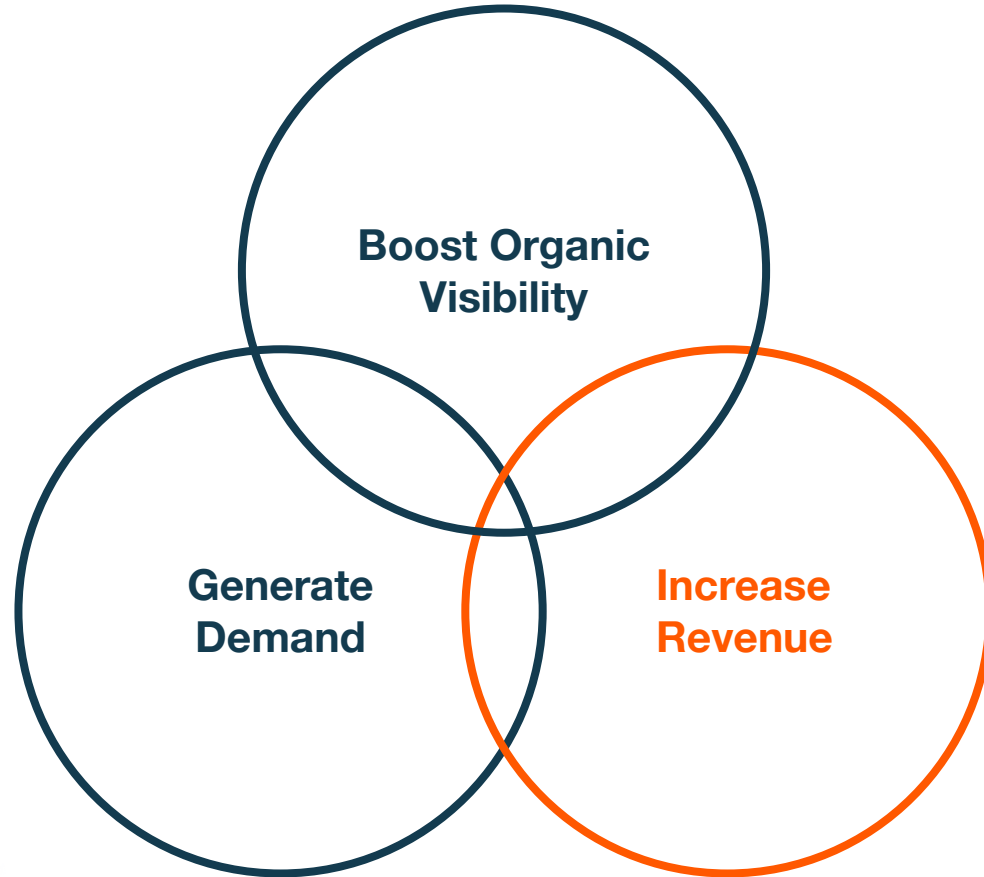 Boost Organic
Visibility
Generate
Demand
Increase
Revenue